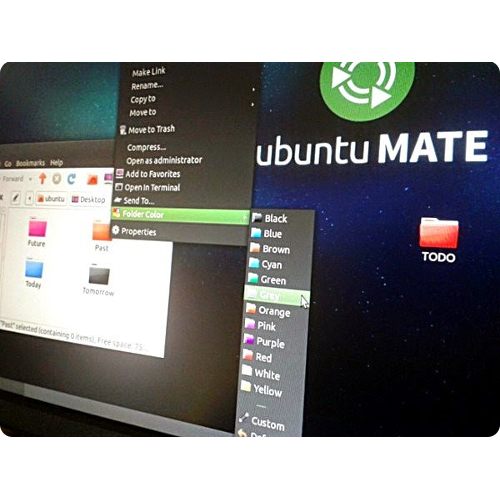 Make Link
Rename...
Copy to
Move to
Move to Trash
Compress...
Open as administrator
Add to Favorites
Open In Terminal
Send To...
Folder Color
Properties
Go Bookmarks Help
Forward
ubuntu Desktop
Future
Past
Today
Tomorrow
"Past" selected (containing 0 items), Free space: 75...
Black
Blue
Brown
Cyan
Green
Grey
Orange
Pink
Purple
Red
White
Yellow
Custom
ubuntu MATE
TODO